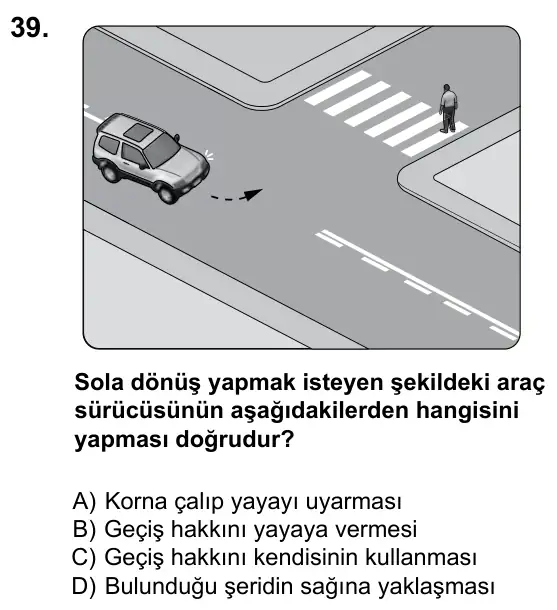 39.
Sola dönüş yapmak isteyen şekildeki araç
sürücüsünün aşağıdakilerden hangisini
yapması doğrudur?
A) Korna çalıp yayayı uyarması
B) Geçiş hakkını yayaya vermesi
C) Geçiş hakkını kendisinin kullanması
D) Bulunduğu şeridin sağına yaklaşması